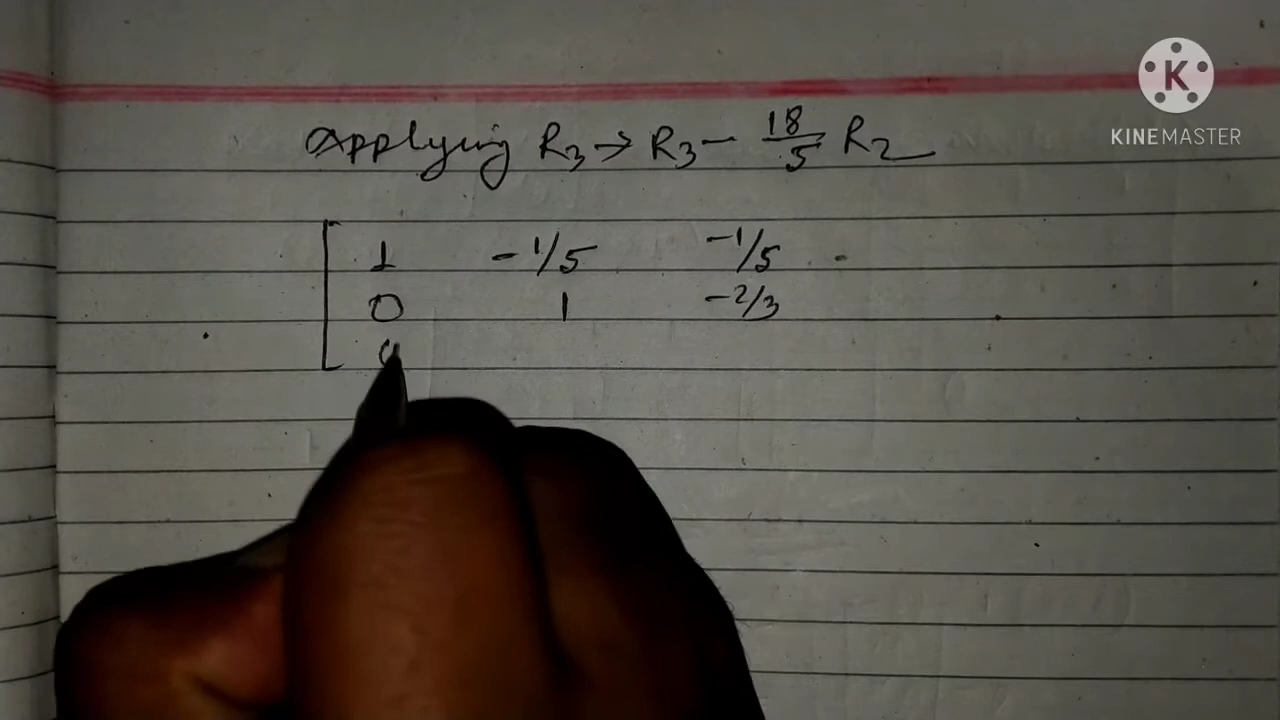 Applying R₃ → R₃ - 18/5 R₂
K
KINEMASTER
1 -1/5 -1/5
0 1 -2/3